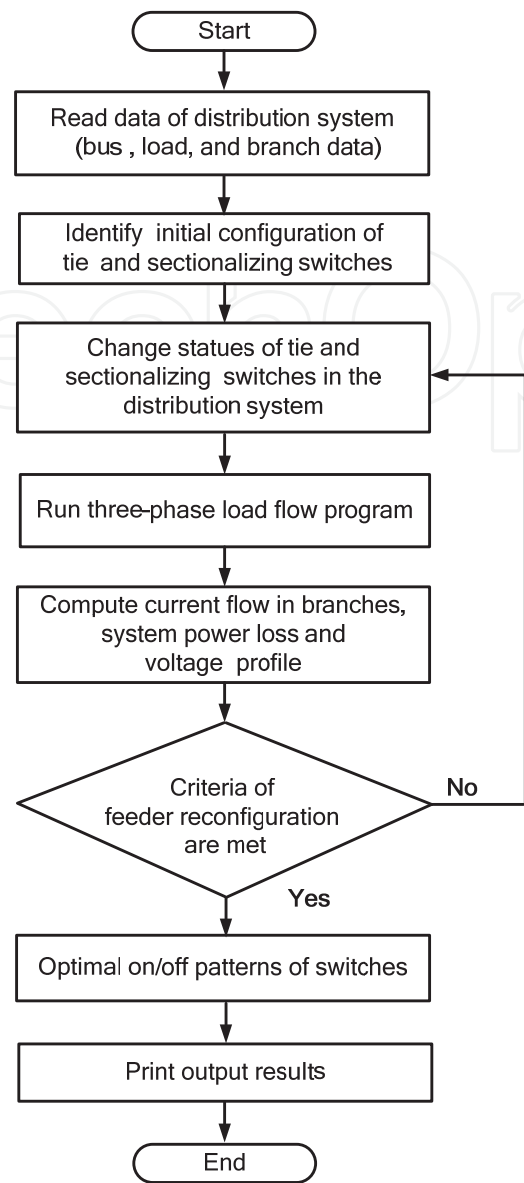 Start
Read data of distribution system
(bus , load, and branch data)
Identify initial configuration of
tie and sectionalizing switches
Change statues of tie and
sectionalizing switches in the
distribution system
Run three-phase load flow program
Compute current flow in branches,
system power loss and
voltage profile
Criteria of
feeder reconfiguration
are met
No
Yes
Optimal on/off patterns of switches
Print output results
End